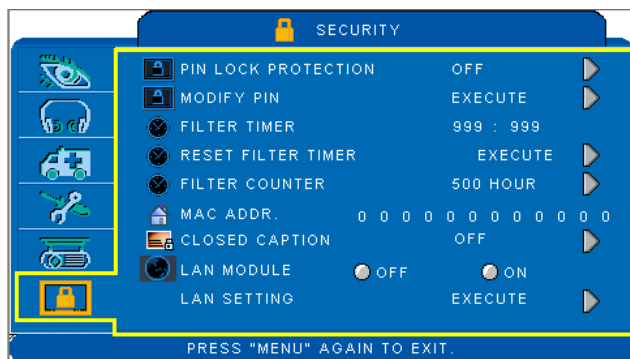 SECURITY
PIN LOCK PROTECTION OFF
MODIFY PIN EXECUTE
FILTER TIMER 999 : 999
RESET FILTER TIMER EXECUTE
FILTER COUNTER 500 HOUR
MAC ADDR. 0 0 0 0 0 0 0 0 0 0 0 0
CLOSED CAPTION OFF
LAN MODULE OFF ON
LAN SETTING EXECUTE
PRESS "MENU" AGAIN TO EXIT.